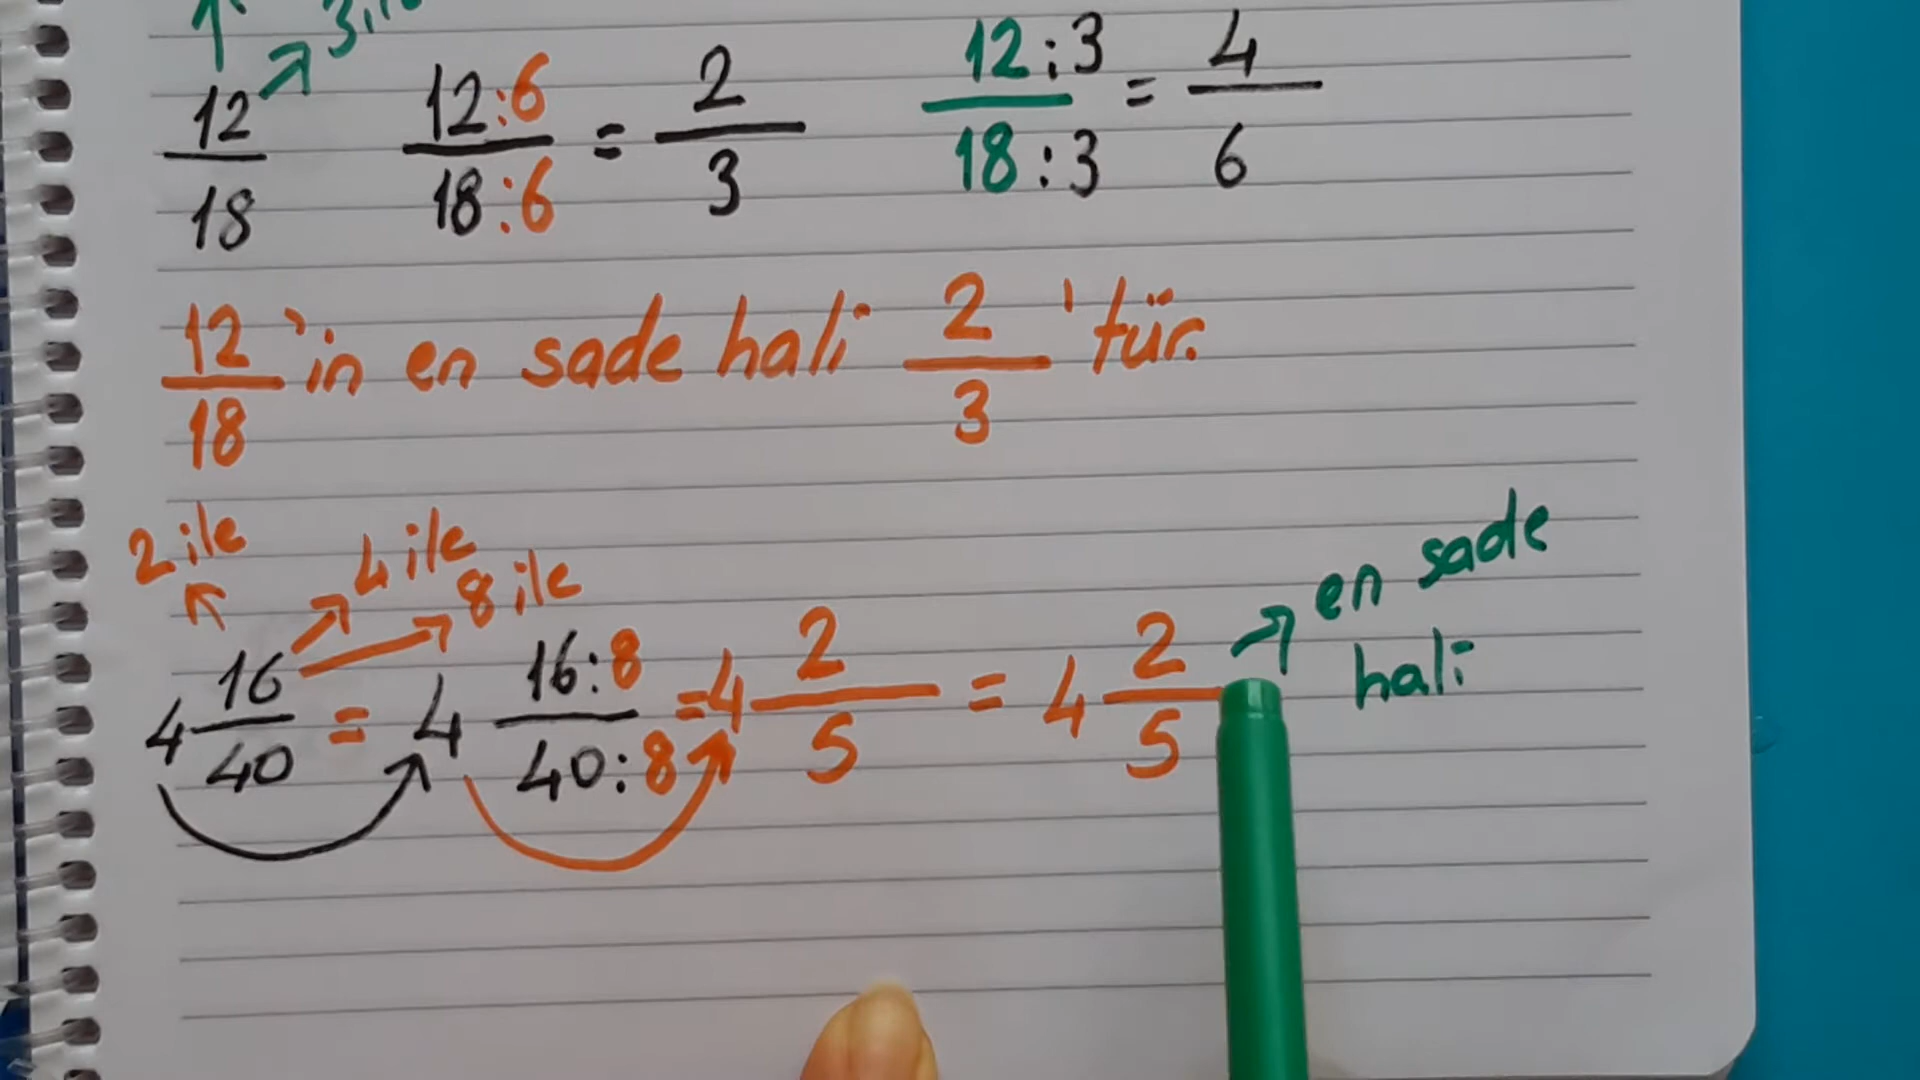 3 ile
12/18 12:6/18:6 = 2/3 12:3/18:3 = 4/6
12/18 'in en sade hali 2/3 'tür.
2 ile 4 ile 8 ile
4 16/40 = 4 16:8/40:8 = 4 2/5 = 4 2/5 en sade
hali